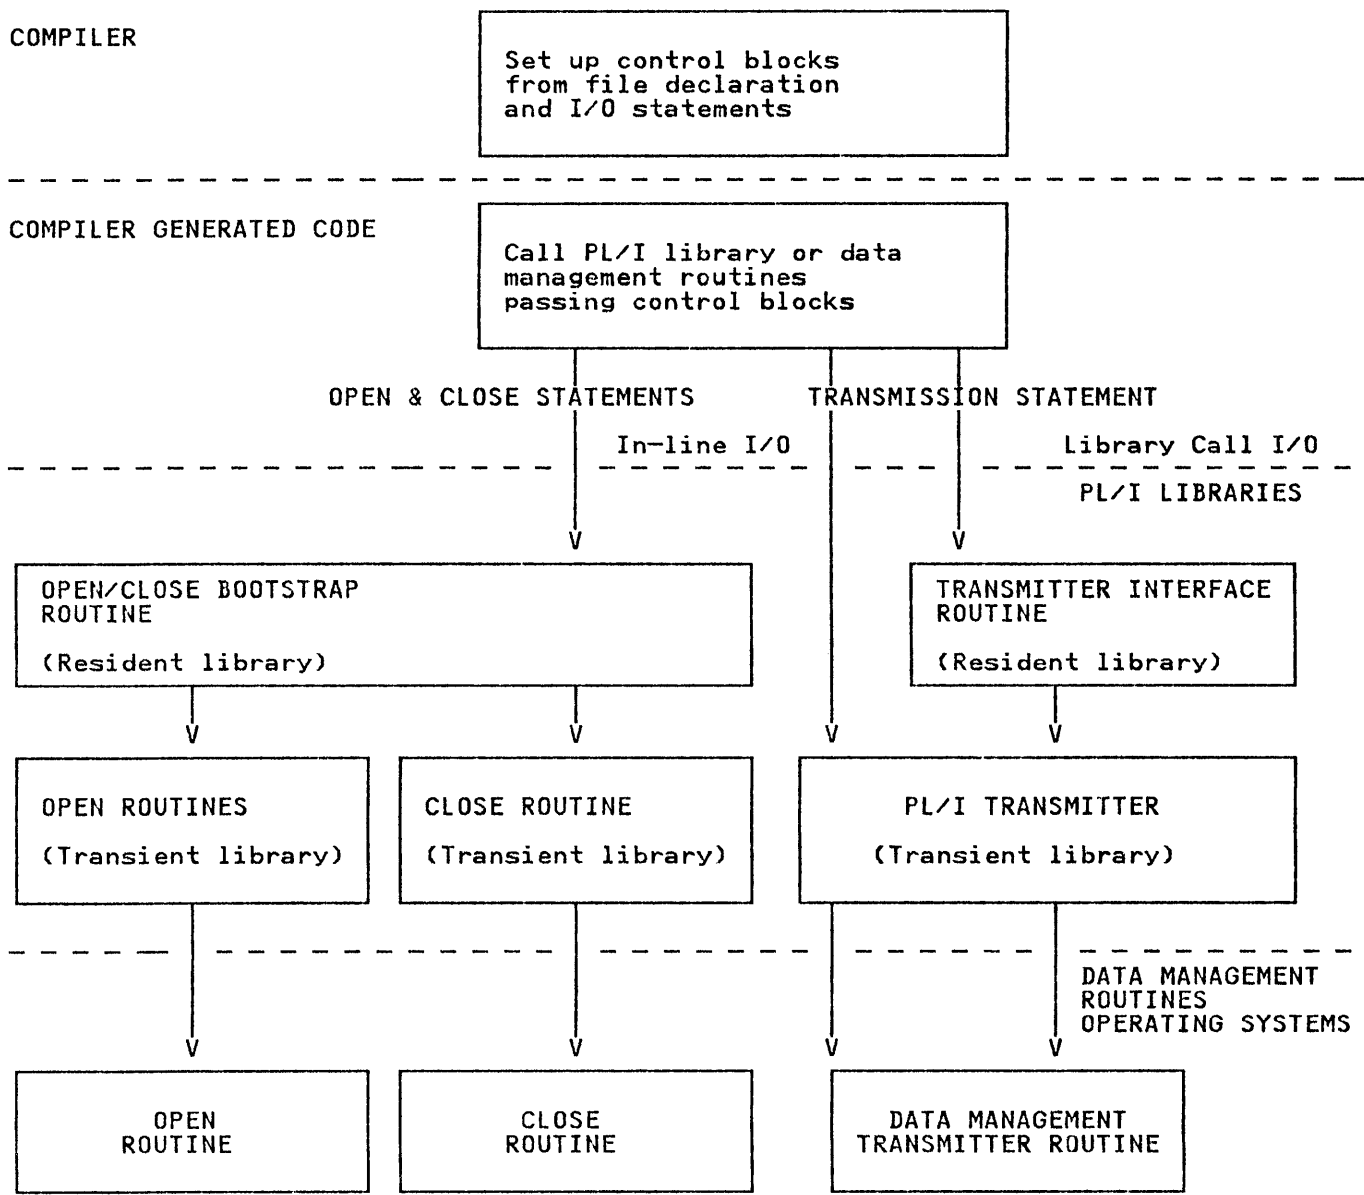 COMPILER
Set up control blocks
from file declaration
and I/O statements
COMPILER GENERATED CODE
Call PL/I library or data
management routines
passing control blocks
OPEN & CLOSE STATEMENTS
TRANSMISSION STATEMENT
In-line I/O
Library Call I/O
PL/I LIBRARIES
OPEN/CLOSE BOOTSTRAP
ROUTINE
(Resident library)
TRANSMITTER INTERFACE
ROUTINE
(Resident library)
OPEN ROUTINES
(Transient library)
CLOSE ROUTINE
(Transient library)
PL/I TRANSMITTER
(Transient library)
DATA MANAGEMENT
ROUTINES
OPERATING SYSTEMS
OPEN
ROUTINE
CLOSE
ROUTINE
DATA MANAGEMENT
TRANSMITTER ROUTINE